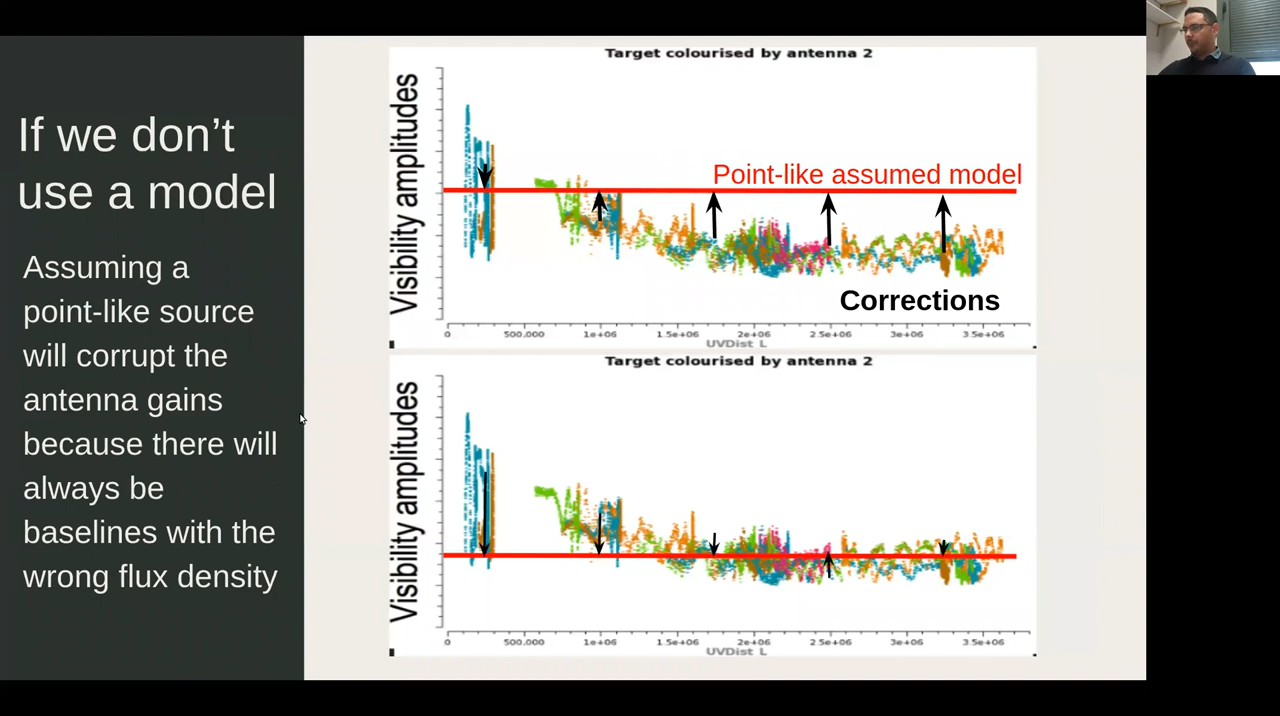 If we don't
use a model
Assuming a
point-like source
will corrupt the
antenna gains
because there will
always be
baselines with the
wrong flux density
Target colourised by antenna 2
Visibility amplitudes
Point-like assumed model
Corrections
0 500.000 1e+06 1.5e+06 2e+06 2.5e+06 3e+06 3.5e+06
UVDist L
Target colourised by antenna 2
Visibility amplitudes
0 500.000 1e+06 1.5e+06 2e+06 2.5e+06 3e+06 3.5e+06
UVDist L